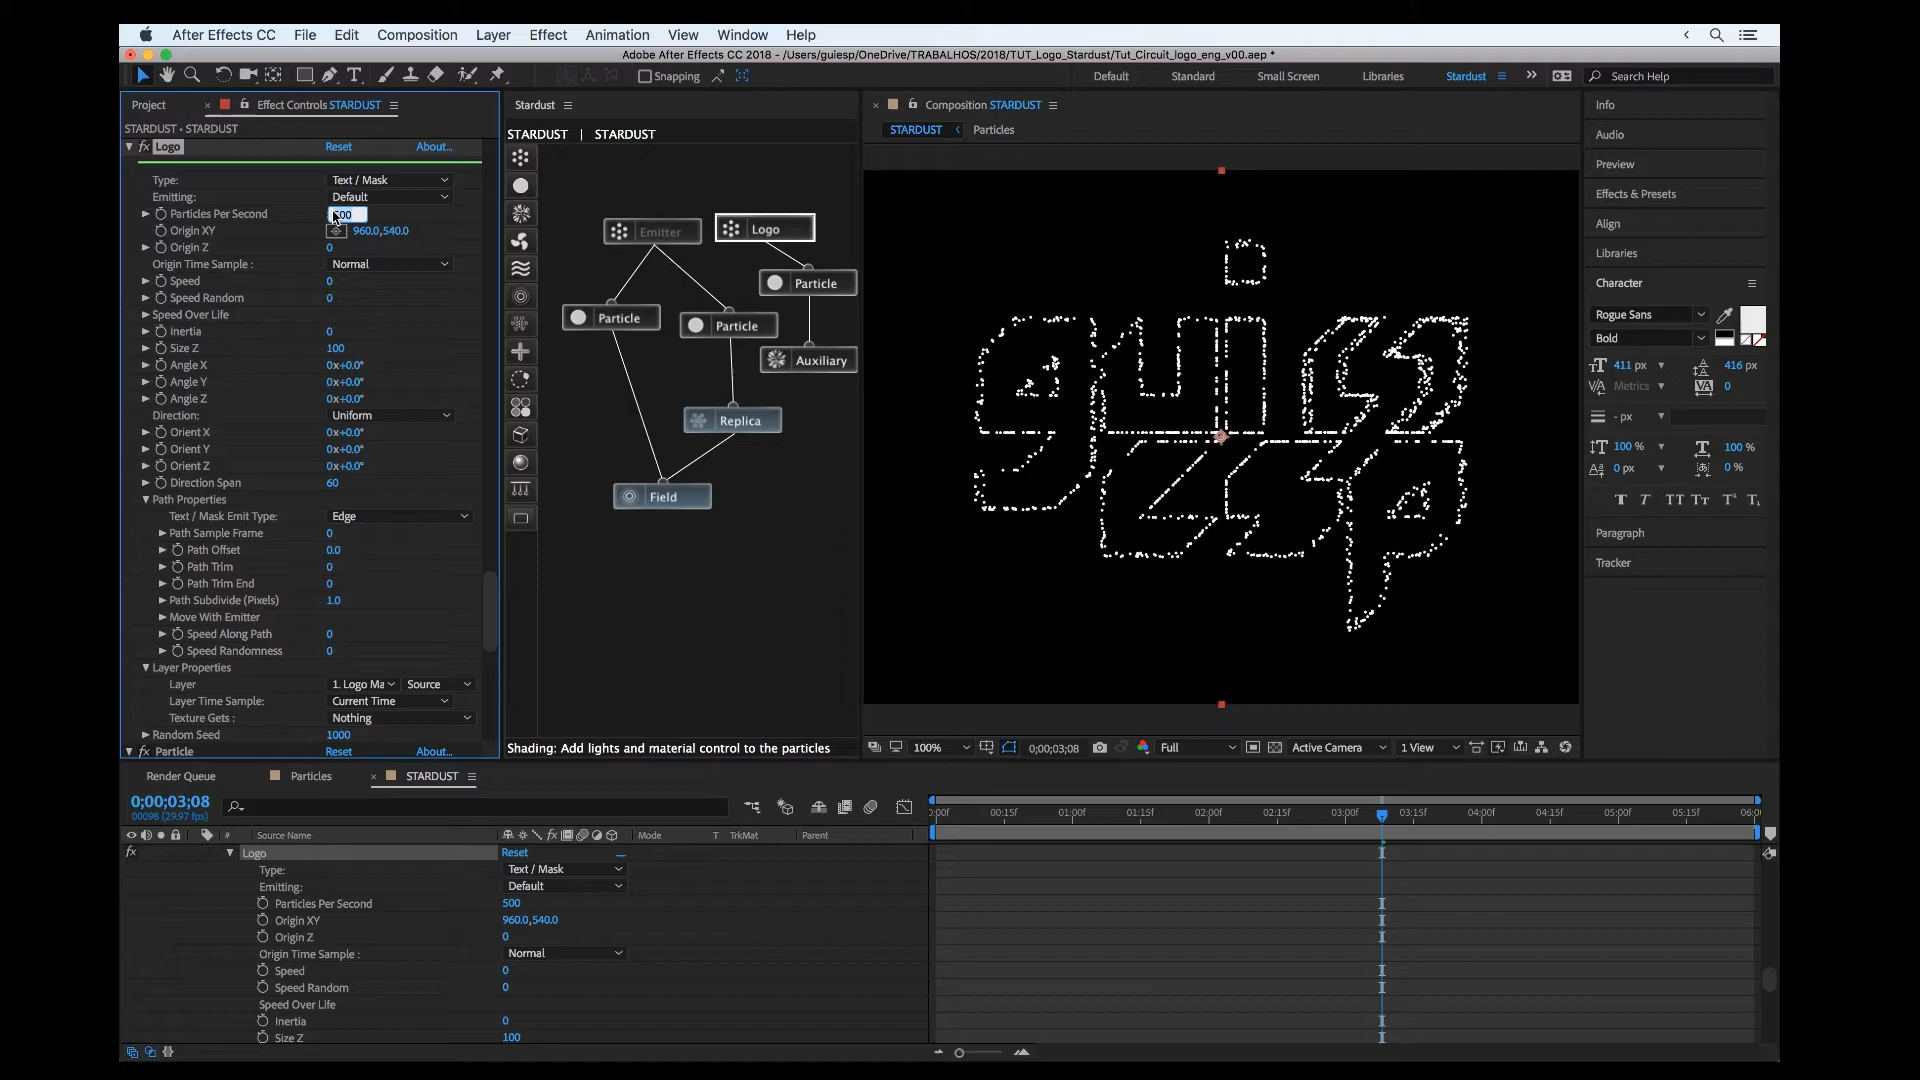 After Effects CC File Edit Composition Layer Effect Animation View Window Help
Adobe After Effects CC 2018 - /Users/guiesp/OneDrive/TRABALHOS/2018/TUT_Logo_Stardust/Tut_Circuit_logo_eng_v00.aep *
Snapping Default Standard Small Screen Libraries Stardust Search Help
Project Effect Controls STARDUST
STARDUST • STARDUST
fx Logo Reset About...
Type: Text / Mask
Emitting: Default
Particles Per Second
Origin XY 960.0,540.0
Origin Z 0
Origin Time Sample : Normal
Speed 0
Speed Random 0
Speed Over Life
Inertia 0
Size Z 100
Angle X 0x+0.0°
Angle Y 0x+0.0°
Angle Z 0x+0.0°
Direction: Uniform
Orient X 0x+0.0°
Orient Y 0x+0.0°
Orient Z 0x+0.0°
Direction Span 60
Path Properties
Text / Mask Emit Type: Edge
Path Sample Frame 0
Path Offset 0.0
Path Trim 0
Path Trim End 0
Path Subdivide (Pixels) 1.0
Move With Emitter
Speed Along Path 0
Speed Randomness 0
Layer Properties
Layer 1. Logo Ma Source
Layer Time Sample: Current Time
Texture Gets : Nothing
Random Seed 1000
fx Particle Reset About...
Stardust
STARDUST | STARDUST
Emitter Logo
Particle
Particle Particle
Auxiliary
Replica
Field
Shading: Add lights and material control to the particles
Composition STARDUST
STARDUST Particles
100% 0;00;03;08 Full Active Camera 1 View
Info
Audio
Preview
Effects & Presets
Align
Libraries
Character
Rogue Sans
Bold
411 px 416 px
Metrics 0
- px
100 % 100 %
0 px 0 %
T T TT Tr T T
Paragraph
Tracker
Render Queue Particles STARDUST
0;00;03;08
00098 (29.97 fps)
# Source Name fx Mode T TrkMat Parent
00:15f 01:00f 01:15f 02:00f 02:15f 03:00f 03:15f 04:00f 04:15f 05:00f 05:15f
fx Logo Reset ....
Type: Text / Mask
Emitting: Default
Particles Per Second 500
Origin XY 960.0,540.0
Origin Z 0
Origin Time Sample : Normal
Speed 0
Speed Random 0
Speed Over Life
Inertia 0
Size Z 100